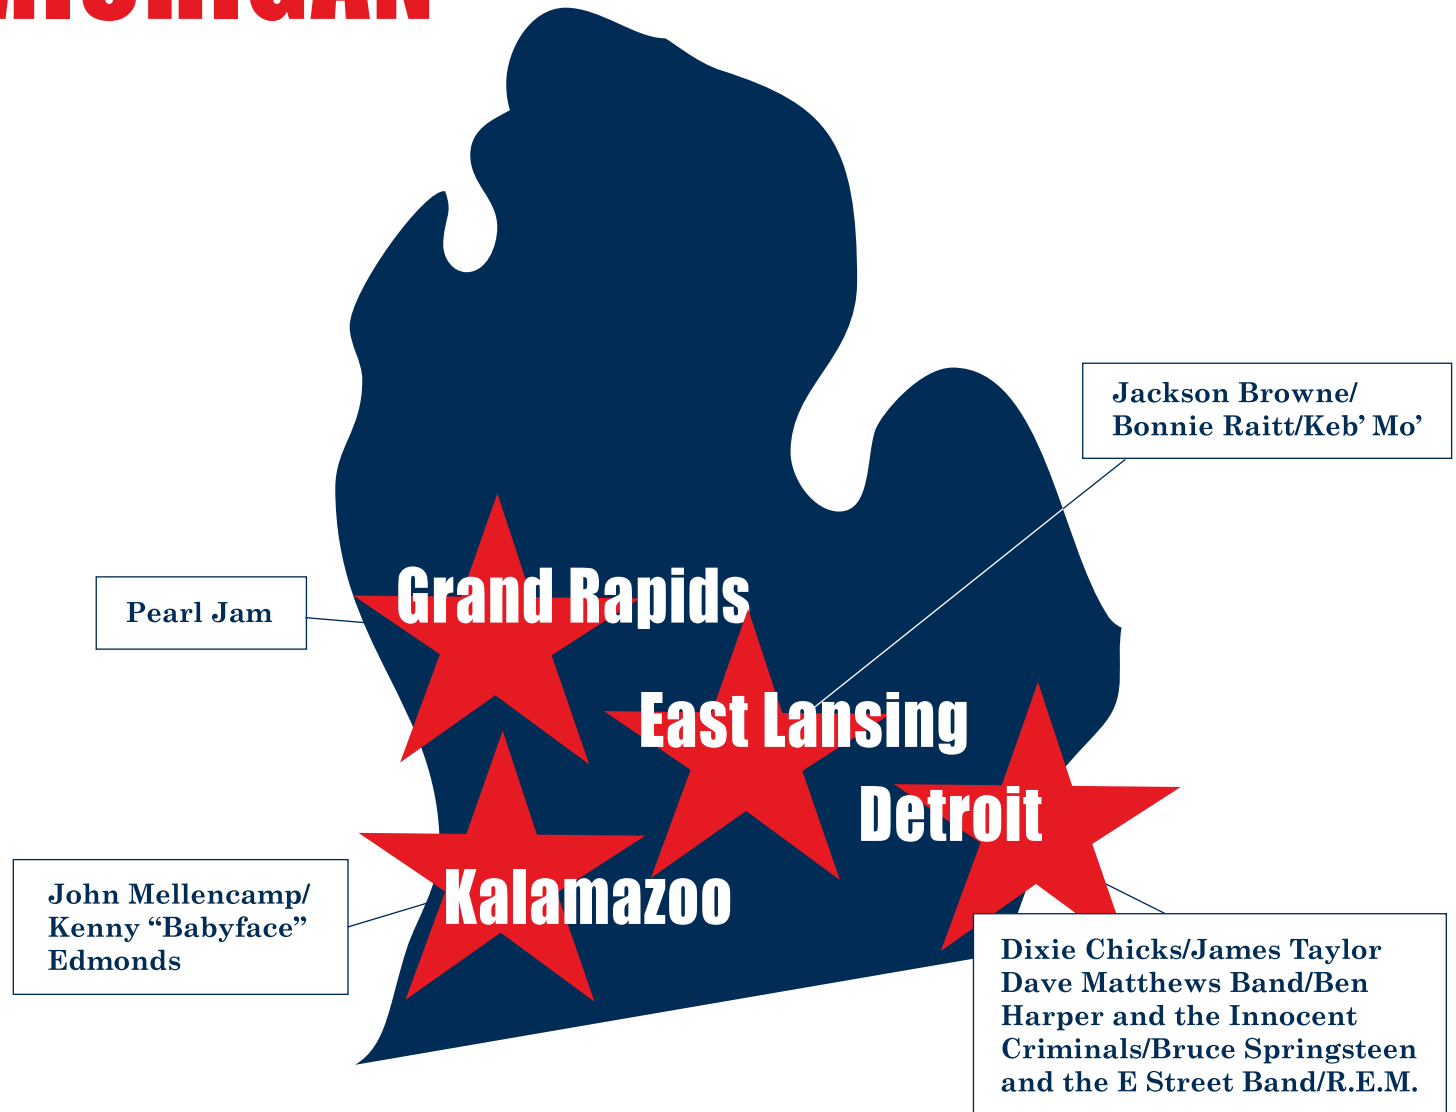 MICHIGAN
Jackson Browne/
Bonnie Raitt/Keb’ Mo’
Grand Rapids
Pearl Jam
East Lansing
Detroit
Kalamazoo
John Mellencamp/
Kenny “Babyface”
Edmonds
Dixie Chicks/James Taylor
Dave Matthews Band/Ben
Harper and the Innocent
Criminals/Bruce Springsteen
and the E Street Band/R.E.M.